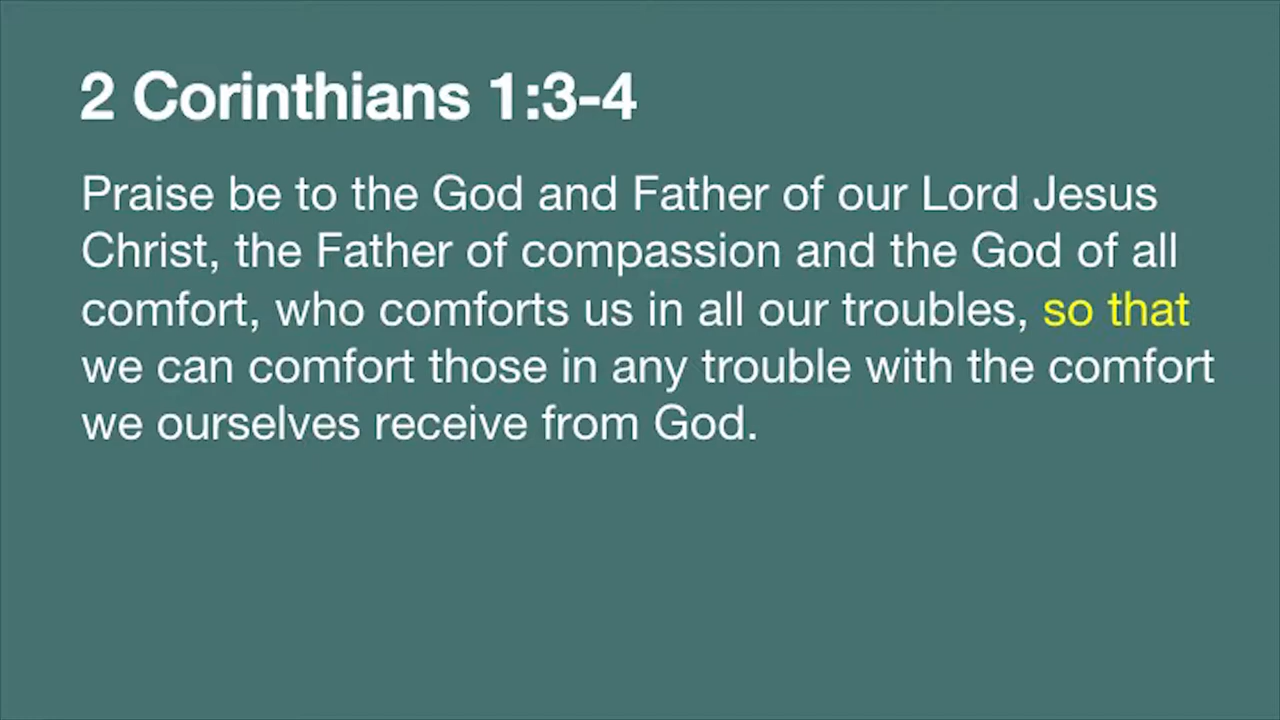 2 Corinthians 1:3-4
Praise be to the God and Father of our Lord Jesus
Christ, the Father of compassion and the God of all
comfort, who comforts us in all our troubles, so that
we can comfort those in any trouble with the comfort
we ourselves receive from God.